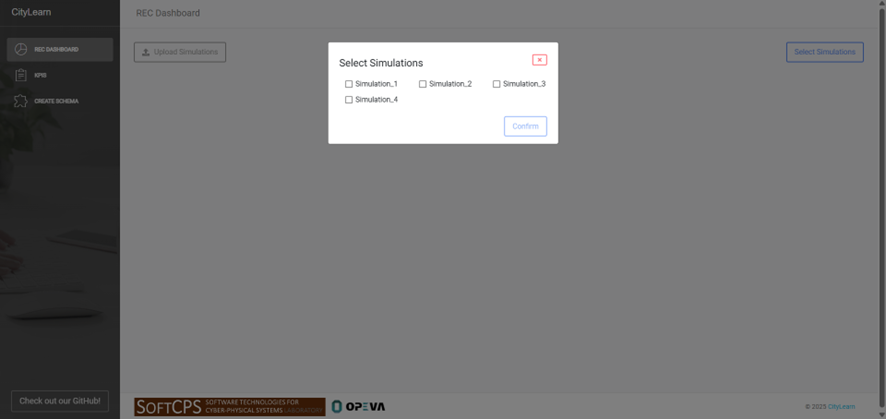 CityLearn
REC Dashboard
REC DASHBOARD
KPIS
CREATE SCHEMA
Upload Simulations
Select Simulations
Select Simulations
Simulation_1
Simulation_2
Simulation_3
Simulation_4
Confirm
Check out our GitHub!
SOFTCPS
SOFTWARE TECHNOLOGIES FOR
CYBER-PHYSICAL SYSTEMS LABORATORY
OPEVA
© 2025 CityLearn